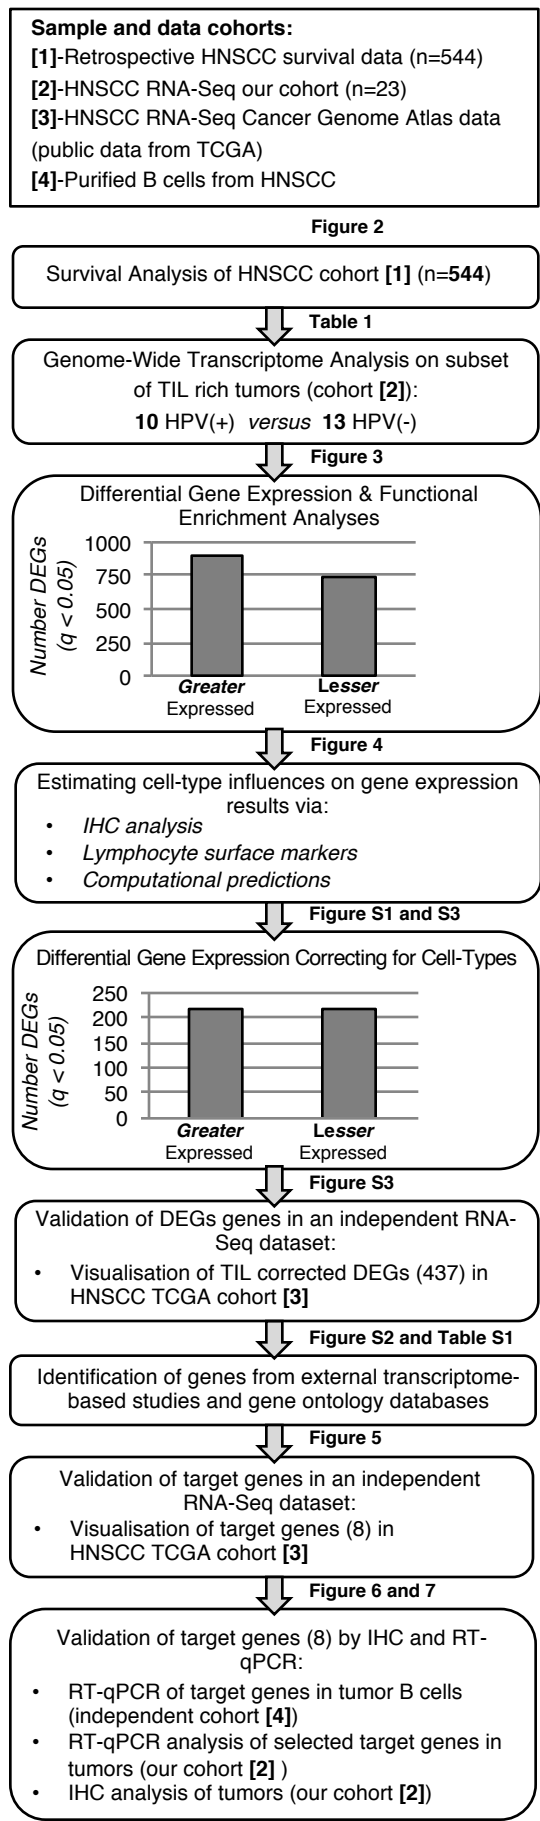 Sample and data cohorts:
[1]-Retrospective HNSCC survival data (n=544)
[2]-HNSCC RNA-Seq our cohort (n=23)
[3]-HNSCC RNA-Seq Cancer Genome Atlas data
(public data from TCGA)
[4]-Purified B cells from HNSCC
Figure 2
Survival Analysis of HNSCC cohort [1] (n=544)
Table 1
Genome-Wide Transcriptome Analysis on subset
of TIL rich tumors (cohort [2]):
10 HPV(+) versus 13 HPV(-)
Figure 3
Differential Gene Expression & Functional
Enrichment Analyses
Number DEGs
(q < 0.05)
1000
750
500
250
0
Greater
Expressed
Lesser
Expressed
Figure 4
Estimating cell-type influences on gene expression
results via:
• IHC analysis
• Lymphocyte surface markers
• Computational predictions
Figure S1 and S3
Differential Gene Expression Correcting for Cell-Types
Number DEGs
(q < 0.05)
250
200
150
100
50
0
Greater
Expressed
Lesser
Expressed
Figure S3
Validation of DEGs genes in an independent RNA-
Seq dataset:
• Visualisation of TIL corrected DEGs (437) in
HNSCC TCGA cohort [3]
Figure S2 and Table S1
Identification of genes from external transcriptome-
based studies and gene ontology databases
Figure 5
Validation of target genes in an independent
RNA-Seq dataset:
• Visualisation of target genes (8) in
HNSCC TCGA cohort [3]
Figure 6 and 7
Validation of target genes (8) by IHC and RT-
qPCR:
• RT-qPCR of target genes in tumor B cells
(independent cohort [4])
• RT-qPCR analysis of selected target genes in
tumors (our cohort [2] )
• IHC analysis of tumors (our cohort [2])